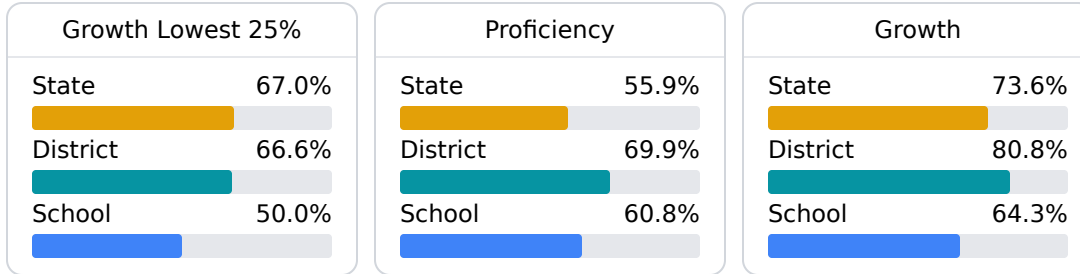 Growth Lowest 25%
State 67.0%
District 66.6%
School 50.0%
Proficiency
State 55.9%
District 69.9%
School 60.8%
Growth
State 73.6%
District 80.8%
School 64.3%